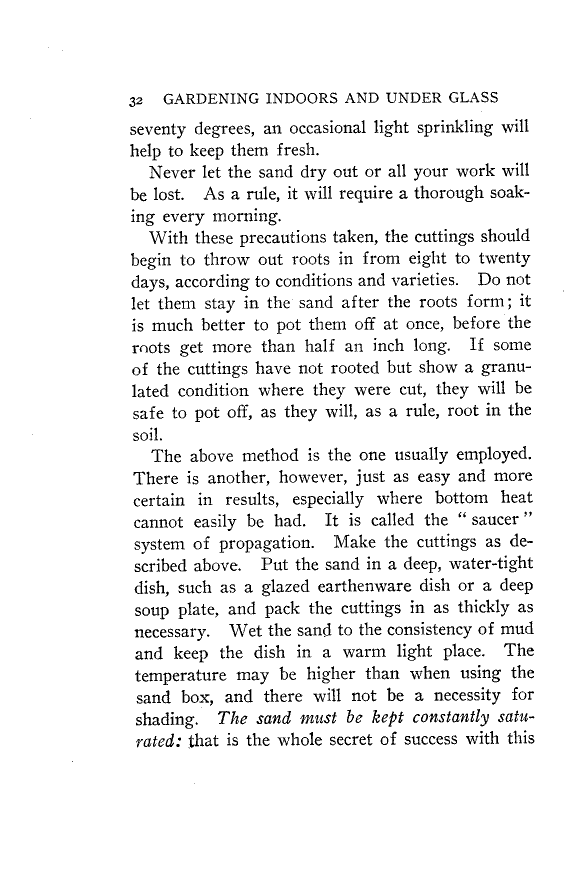 32 GARDENING INDOORS AND UNDER GLASS
seventy degrees, an occasional light sprinkling will
help to keep them fresh.
Never let the sand dry out or all your work will
be lost. As a rule, it will require a thorough soak-
ing every morning.
With these precautions taken, the cuttings should
begin to throw out roots in from eight to twenty
days, according to conditions and varieties. Do not
let them stay in the sand after the roots form; it
is much better to pot them off at once, before the
roots get more than half an inch long. If some
of the cuttings have not rooted but show a granu-
lated condition where they were cut, they will be
safe to pot off, as they will, as a rule, root in the
soil.
The above method is the one usually employed.
There is another, however, just as easy and more
certain in results, especially where bottom heat
cannot easily be had. It is called the " saucer "
system of propagation. Make the cuttings as de-
scribed above. Put the sand in a deep, water-tight
dish, such as a glazed earthenware dish or a deep
soup plate, and pack the cuttings in as thickly as
necessary. Wet the sand to the consistency of mud
and keep the dish in a warm light place. The
temperature may be higher than when using the
sand box, and there will not be a necessity for
shading. The sand must be kept constantly satu-
rated: that is the whole secret of success with this